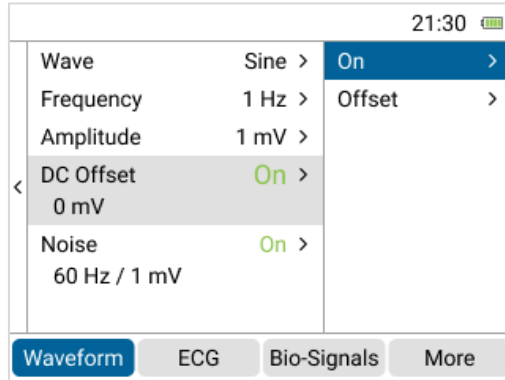 21:30
Wave Sine >
Frequency 1 Hz >
Amplitude 1 mV >
DC Offset On >
0 mV
Noise On >
60 Hz / 1 mV
<
On >
Offset >
Waveform ECG Bio-Signals More